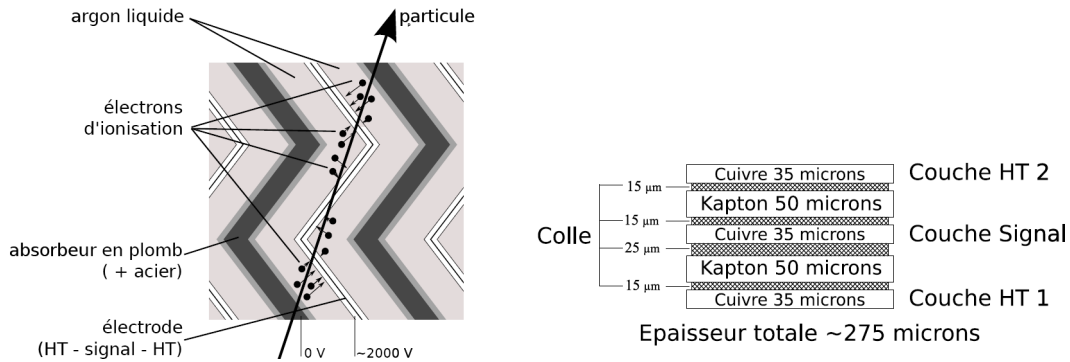 argon liquide
particule
électrons
d'ionisation
absorbeur en plomb
( + acier)
électrode
(HT - signal - HT)
0 V
~2000 V
Colle
15 µm
15 µm
25 µm
15 µm
Cuivre 35 microns
Kapton 50 microns
Cuivre 35 microns
Kapton 50 microns
Cuivre 35 microns
Couche HT 2
Couche Signal
Couche HT 1
Epaisseur totale ~275 microns